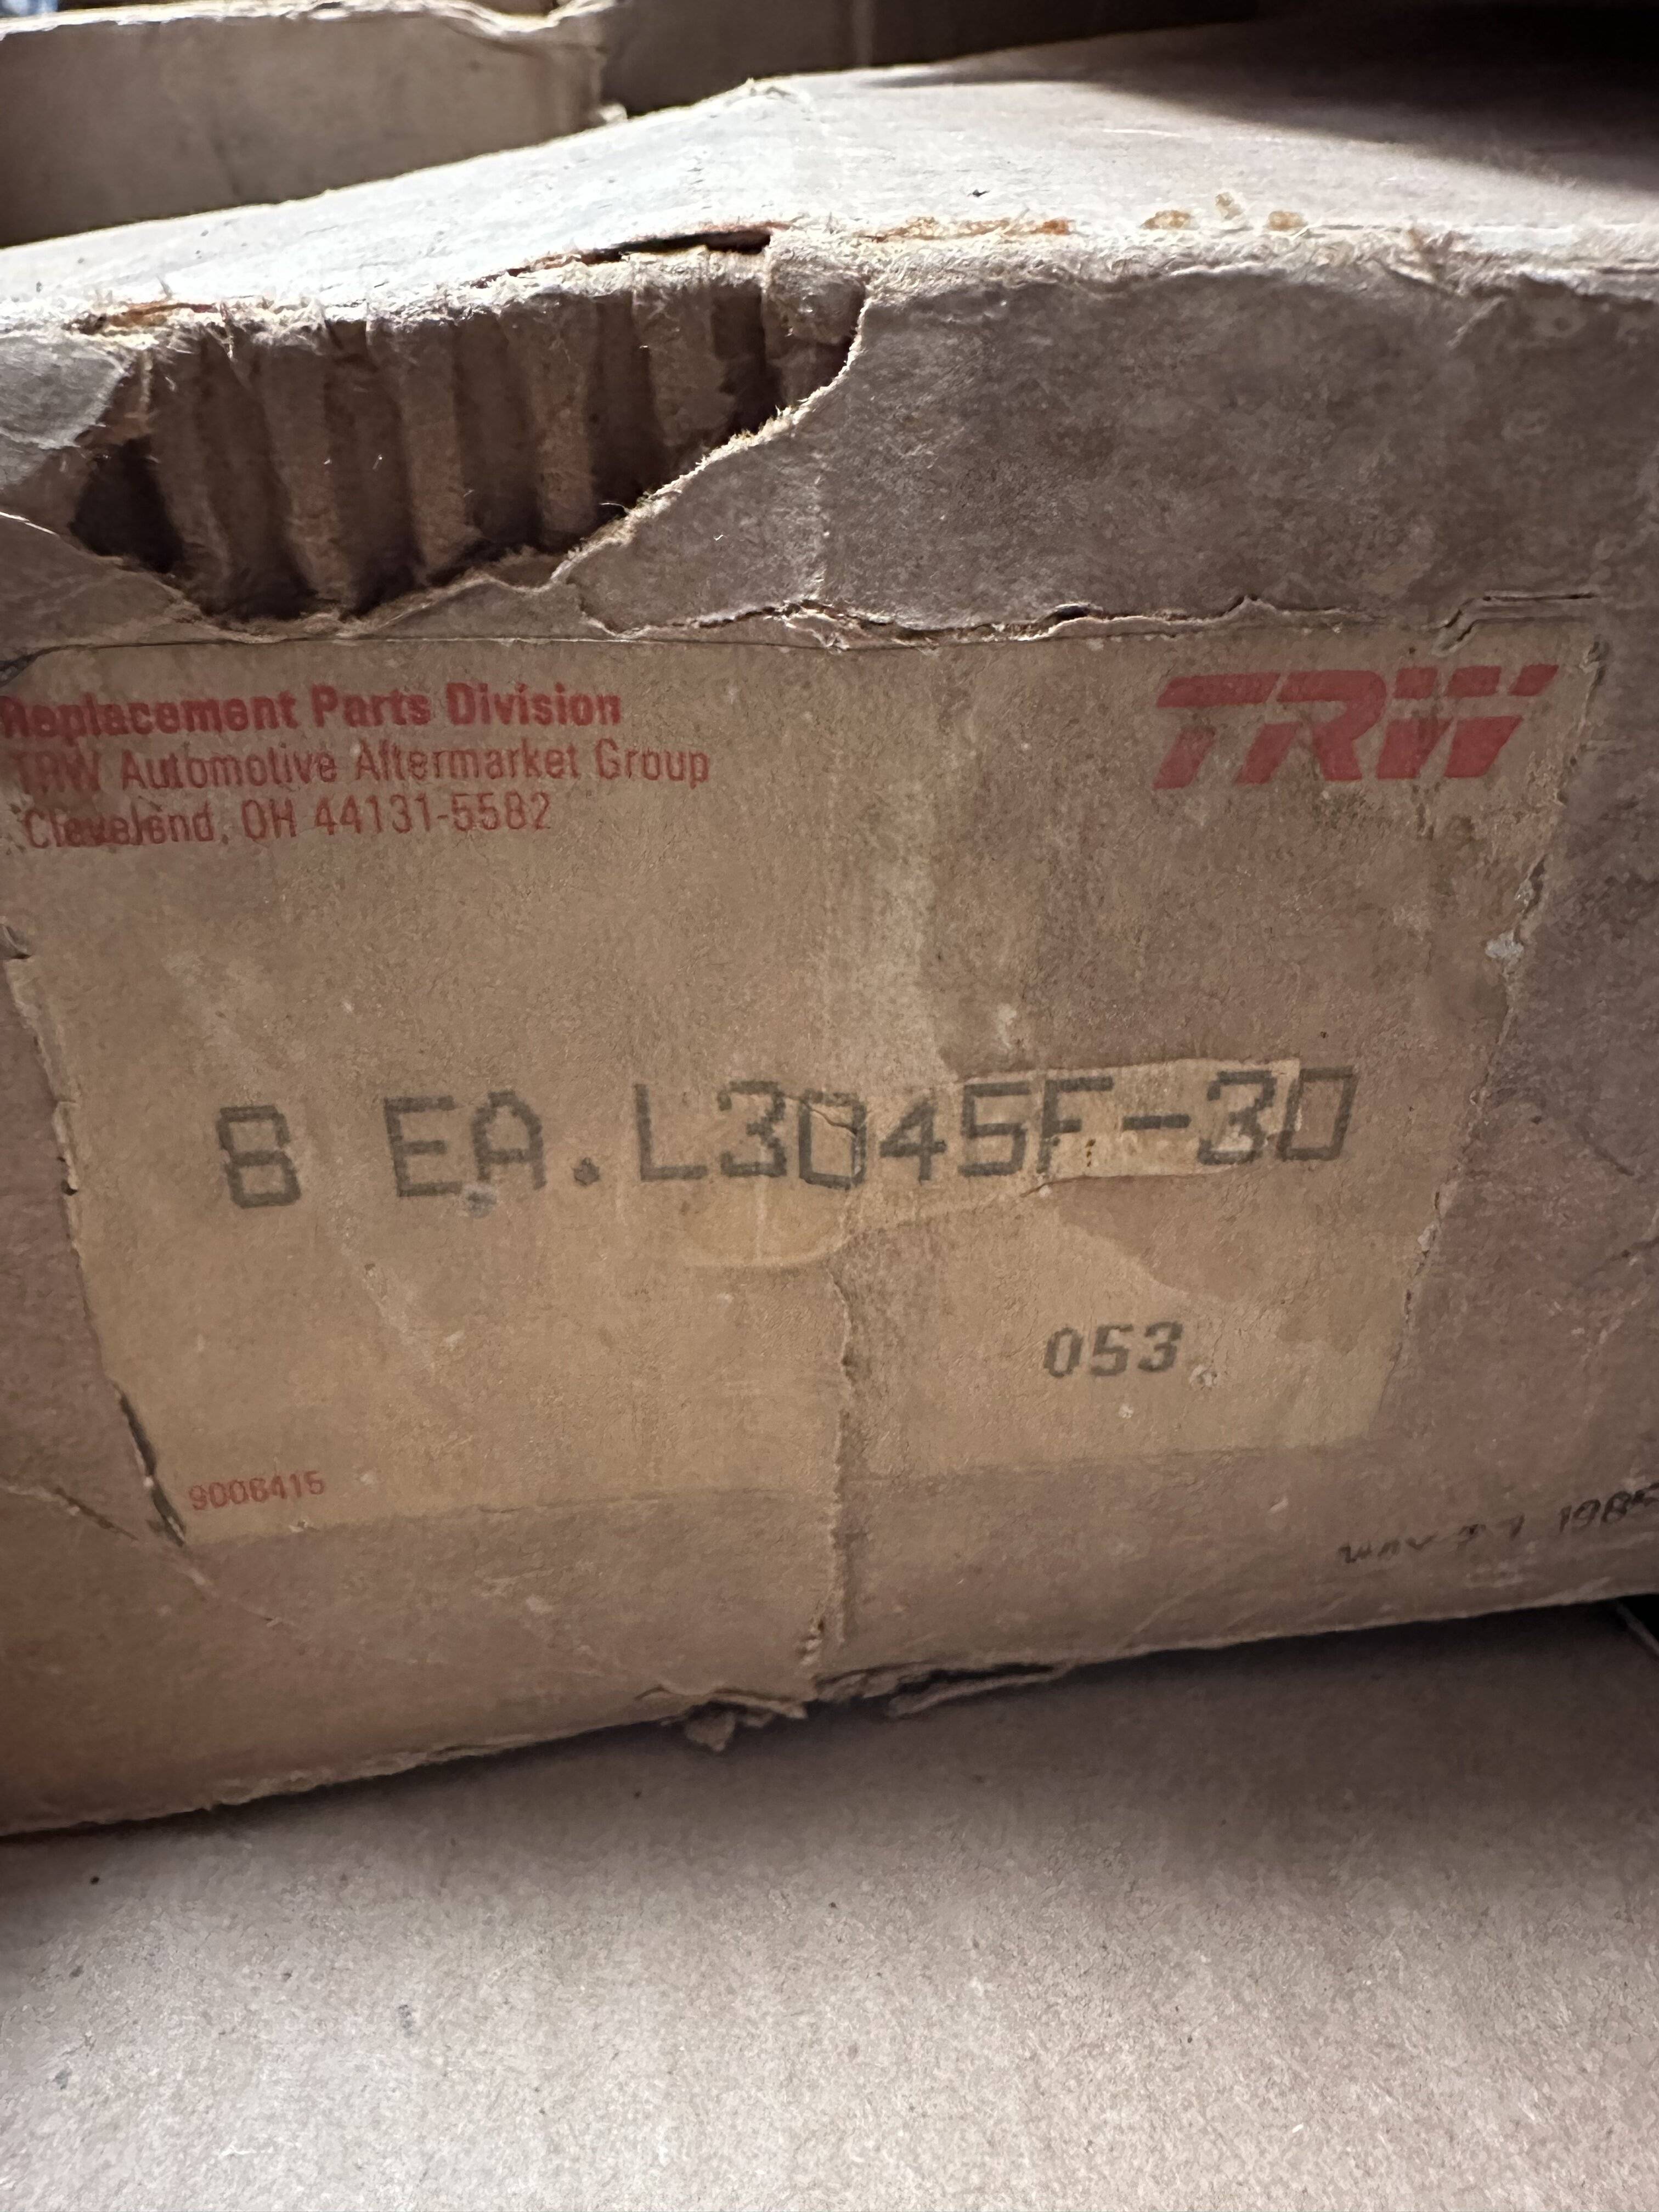 Replacement Parts Division
TRW Automotive Aftermarket Group
Cleveland, OH 44131-5582
TRW
8 EA. L3045F-30
053
9006415